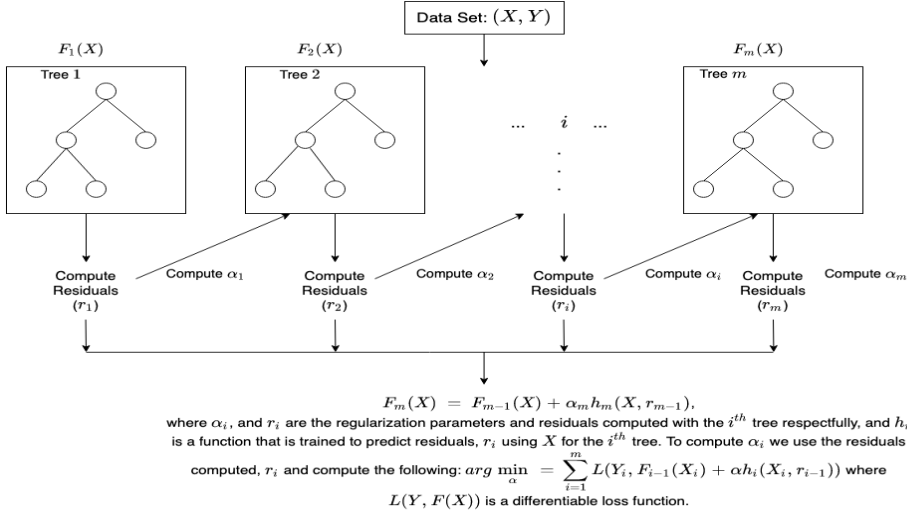 Data Set: (X, Y)
F_1(X) F_2(X) F_m(X)
Tree 1 Tree 2 Tree m
... i ...
.
.
.
Compute Residuals (r_1)
Compute α_1
Compute Residuals (r_2)
Compute α_2
Compute Residuals (r_i)
Compute α_i
Compute Residuals (r_m)
Compute α_m
F_m(X) = F_{m-1}(X) + α_m h_m(X, r_{m-1}),
where α_i, and r_i are the regularization parameters and residuals computed with the i^{th} tree respectfully, and h_i
is a function that is trained to predict residuals, r_i using X for the i^{th} tree. To compute α_i we use the residuals
computed, r_i and compute the following: arg min_α = \sum_{i=1}^{m} L(Y_i, F_{i-1}(X_i) + αh_i(X_i, r_{i-1})) where
L(Y, F(X)) is a differentiable loss function.